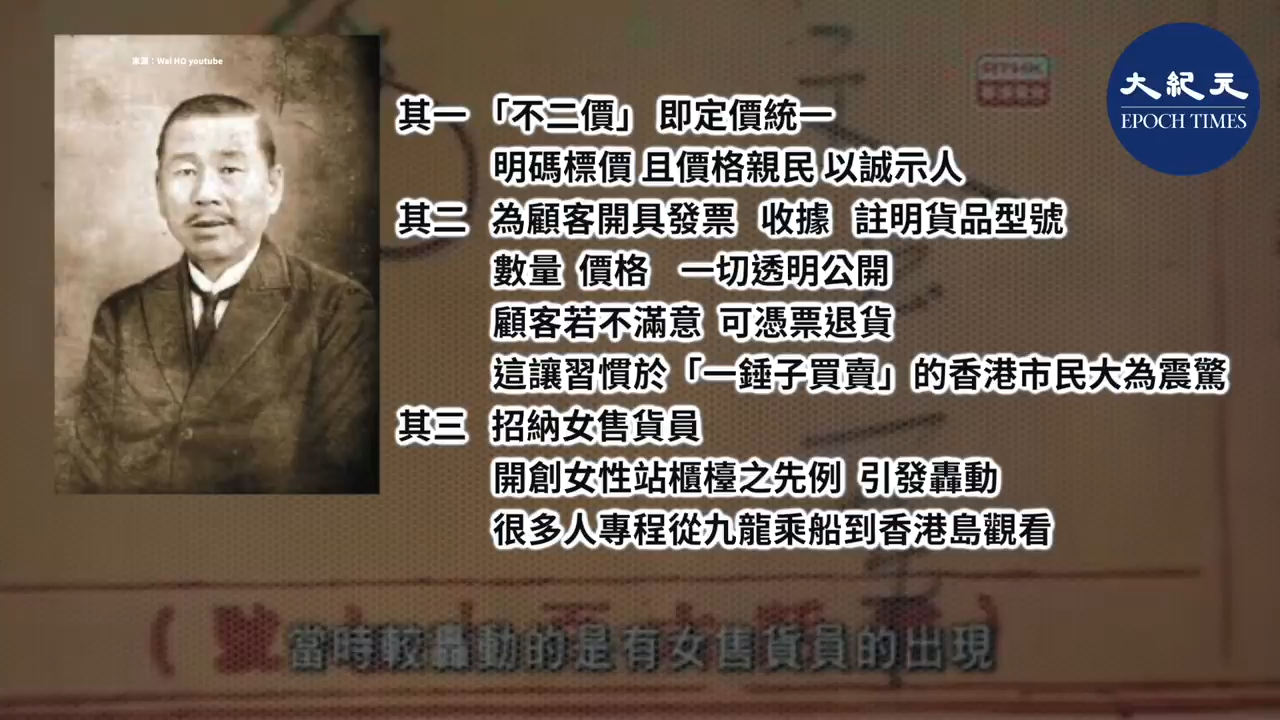 來源：Wai HO youtube
大紀元
EPOCH TIMES
其一 「不二價」 即定價統一
明碼標價 且價格親民 以誠示人
其二 為顧客開具發票 收據 註明貨品型號
數量 價格 一切透明公開
顧客若不滿意 可憑票退貨
這讓習慣於「一錘子買賣」的香港市民大為震驚
其三 招納女售貨員
開創女性站櫃檯之先例 引發轟動
很多人專程從九龍乘船到香港島觀看
當時較轟動的是有女售貨員的出現